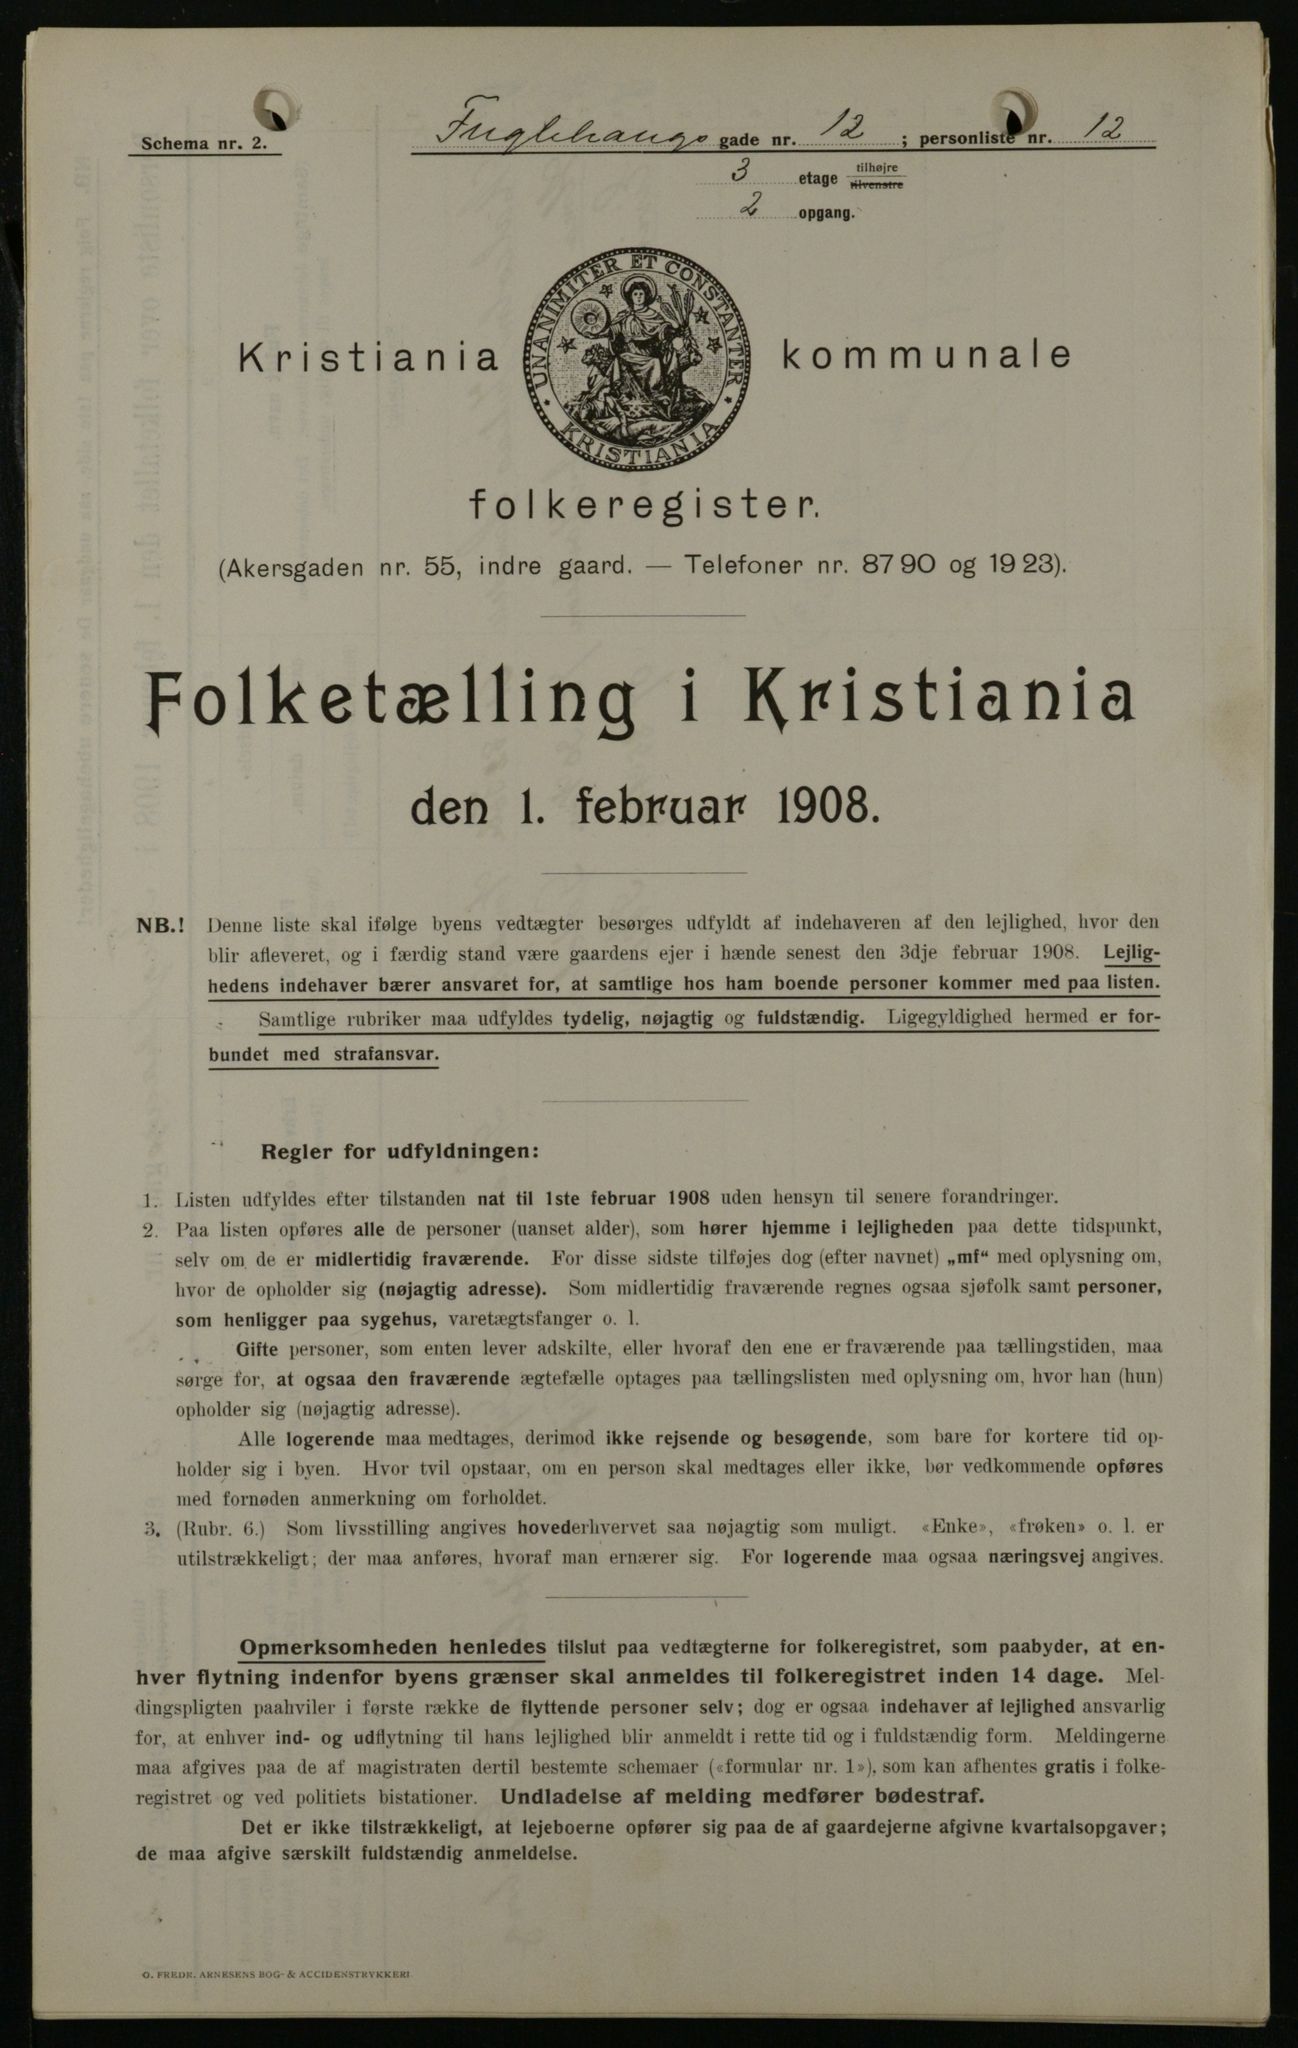 Schema nr. 2.
Fuglehaugs gade nr. 12 ; personliste nr. 12
3 etage tilhøjre tilvenstre
2 opgang.
UNANIMITER ET CONSTANTER
KRISTIANIA
Kristiania kommunale
folkeregister.
(Akersgaden nr. 55, indre gaard. — Telefoner nr. 8790 og 1923).
Folketælling i Kristiania
den 1. februar 1908.
NB.! Denne liste skal ifølge byens vedtægter besørges udfyldt af indehaveren af den lejlighed, hvor den
blir afleveret, og i færdig stand være gaardens ejer i hænde senest den 3dje februar 1908. Lejlig-
hedens indehaver bærer ansvaret for, at samtlige hos ham boende personer kommer med paa listen.
Samtlige rubriker maa udfyldes tydelig, nøjagtig og fuldstændig. Ligegyldighed hermed er for-
bundet med strafansvar.
Regler for udfyldningen:
1. Listen udfyldes efter tilstanden nat til 1ste februar 1908 uden hensyn til senere forandringer.
2. Paa listen opføres alle de personer (uanset alder), som hører hjemme i lejligheden paa dette tidspunkt,
selv om de er midlertidig fraværende. For disse sidste tilføjes dog (efter navnet) „mf“ med oplysning om,
hvor de opholder sig (nøjagtig adresse). Som midlertidig fraværende regnes ogsaa sjøfolk samt personer,
som henligger paa sygehus, varetægtsfanger o. l.
Gifte personer, som enten lever adskilte, eller hvoraf den ene er fraværende paa tællingstiden, maa
sørge for, at ogsaa den fraværende ægtefælle optages paa tællingslisten med oplysning om, hvor han (hun)
opholder sig (nøjagtig adresse).
Alle logerende maa medtages, derimod ikke rejsende og besøgende, som bare for kortere tid op-
holder sig i byen. Hvor tvil opstaar, om en person skal medtages eller ikke, bør vedkommende opføres
med fornøden anmerkning om forholdet.
3. (Rubr. 6.) Som livsstilling angives hovederhvervet saa nøjagtig som muligt. «Enke», «frøken» o. l. er
utilstrækkeligt; der maa anføres, hvoraf man ernærer sig. For logerende maa ogsaa næringsvej angives.
Opmerksomheden henledes tilslut paa vedtægterne for folkeregistret, som paabyder, at en-
hver flytning indenfor byens grænser skal anmeldes til folkeregistret inden 14 dage. Mel-
dingspligten paahviler i første række de flyttende personer selv; dog er ogsaa indehaver af lejlighed ansvarlig
for, at enhver ind- og udflytning til hans lejlighed blir anmeldt i rette tid og i fuldstændig form. Meldingerne
maa afgives paa de af magistraten dertil bestemte schemaer («formular nr. 1»), som kan afhentes gratis i folke-
registret og ved politiets bistationer. Undladelse af melding medfører bødestraf.
Det er ikke tilstrækkeligt, at lejeboerne opfører sig paa de af gaardejerne afgivne kvartalsopgaver;
de maa afgive særskilt fuldstændig anmeldelse.
O. FREDR. ARNESENS BOG- & ACCIDENSTRYKKERI